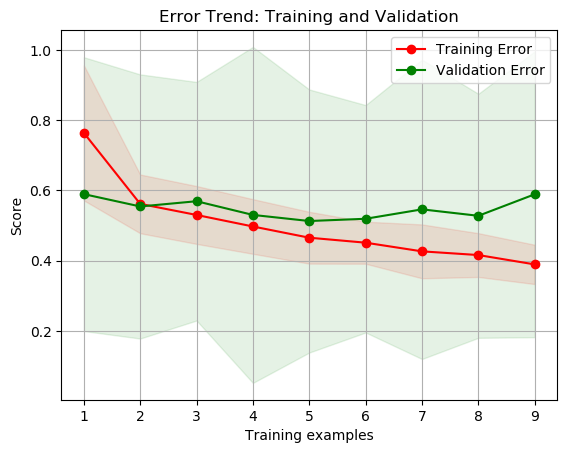 Error Trend: Training and Validation
Training Error
Validation Error
Score
1.0
0.8
0.6
0.4
0.2
1 2 3 4 5 6 7 8 9
Training examples